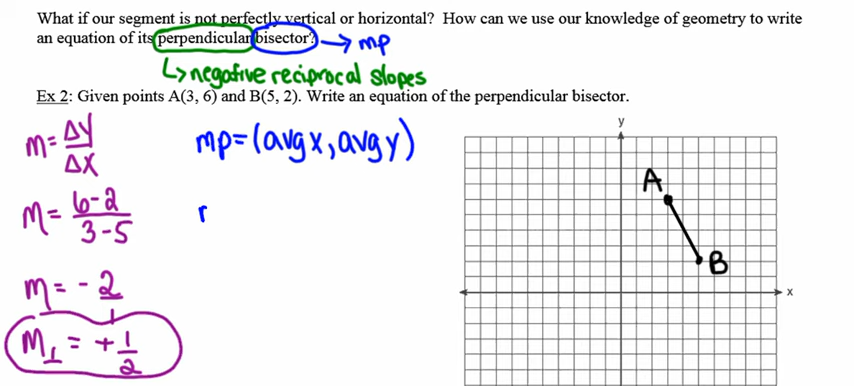 What if our segment is not perfectly vertical or horizontal? How can we use our knowledge of geometry to write
an equation of its perpendicular bisector? → mp
↳ negative reciprocal slopes
Ex 2: Given points A(3, 6) and B(5, 2). Write an equation of the perpendicular bisector.
m = Δy/Δx
mp = (avg x, avg y)
m = 6-2/3-5
r
m = -2/1
m⊥ = +1/2
y
A
B
x